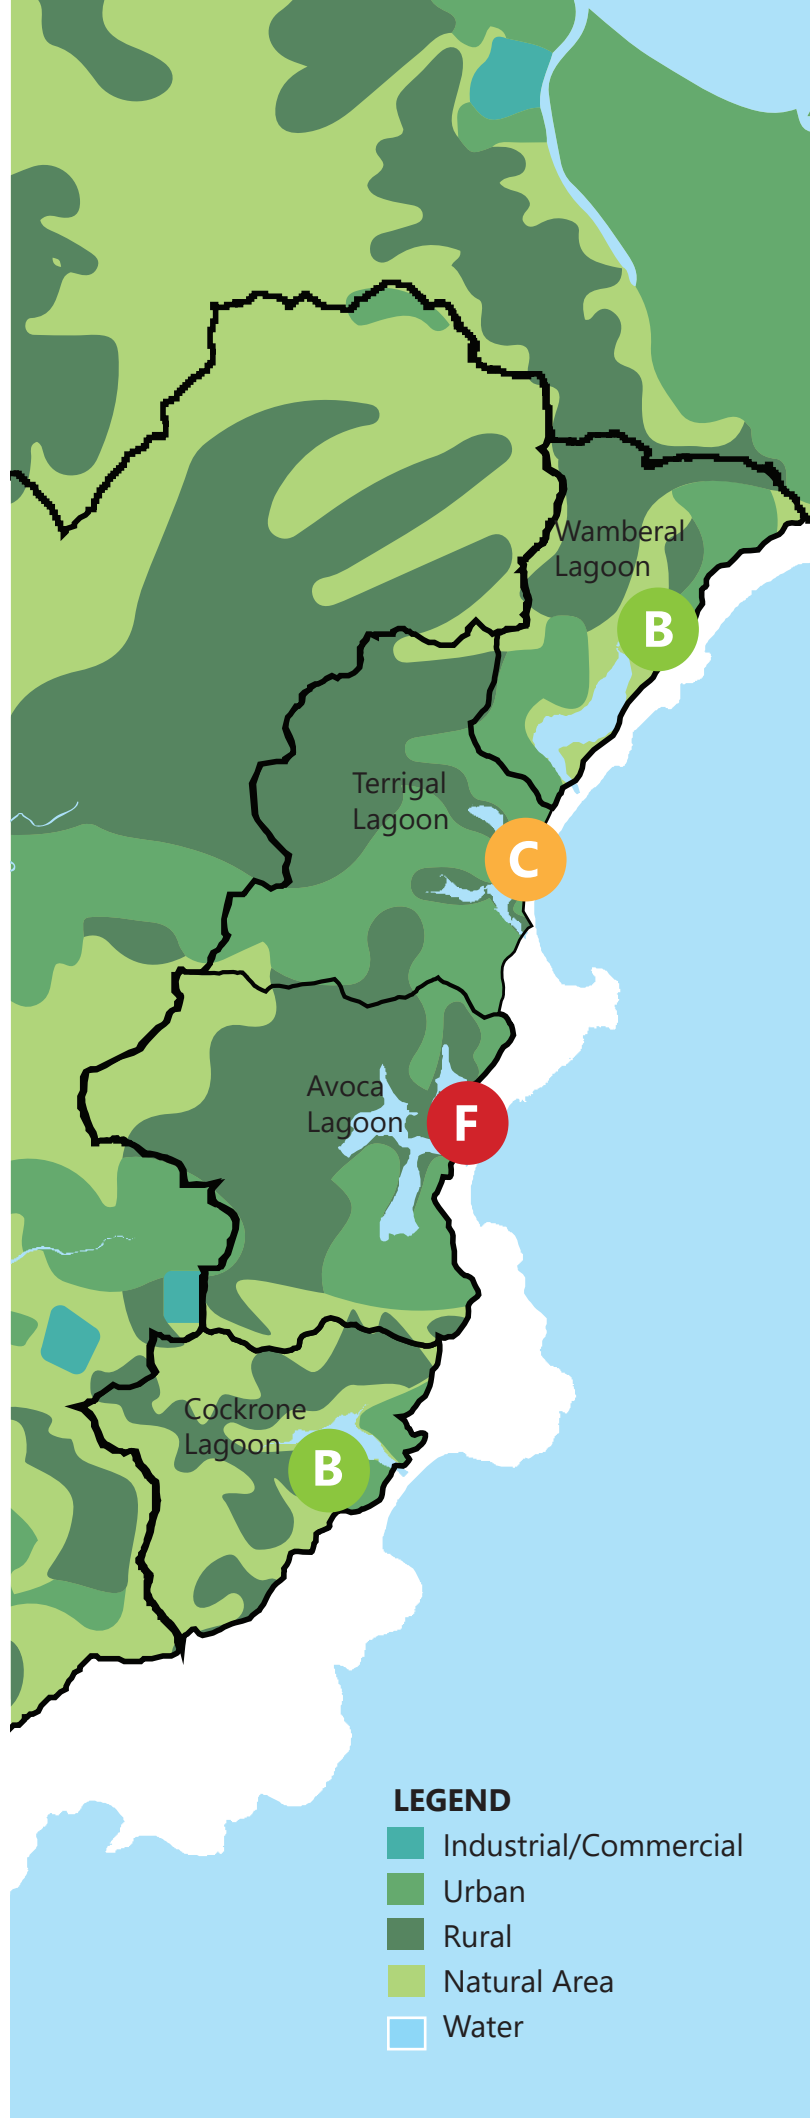 Wamberal
Lagoon
B
Terrigal
Lagoon
C
Avoca
Lagoon
F
Cockrone
Lagoon
B
LEGEND
Industrial/Commercial
Urban
Rural
Natural Area
Water